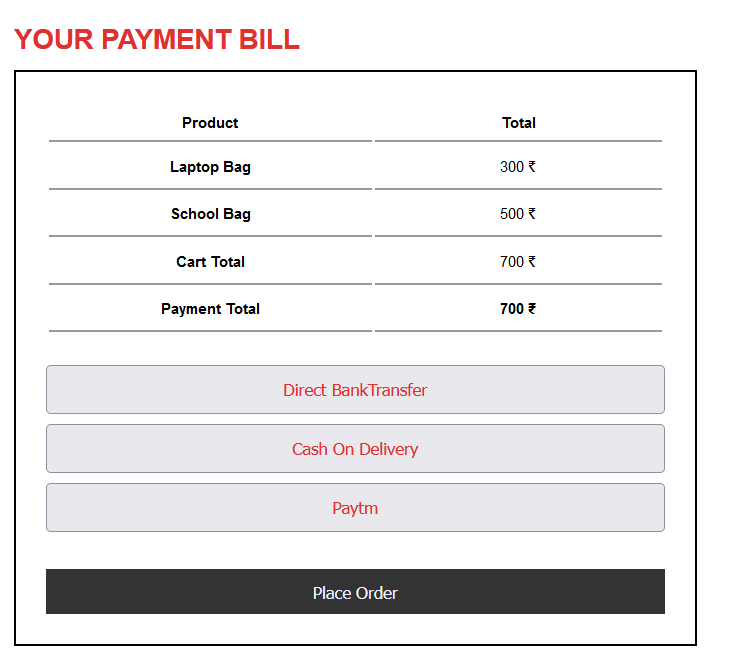 YOUR PAYMENT BILL
Product Total
Laptop Bag 300 ₹
School Bag 500 ₹
Cart Total 700 ₹
Payment Total 700 ₹
Direct BankTransfer
Cash On Delivery
Paytm
Place Order